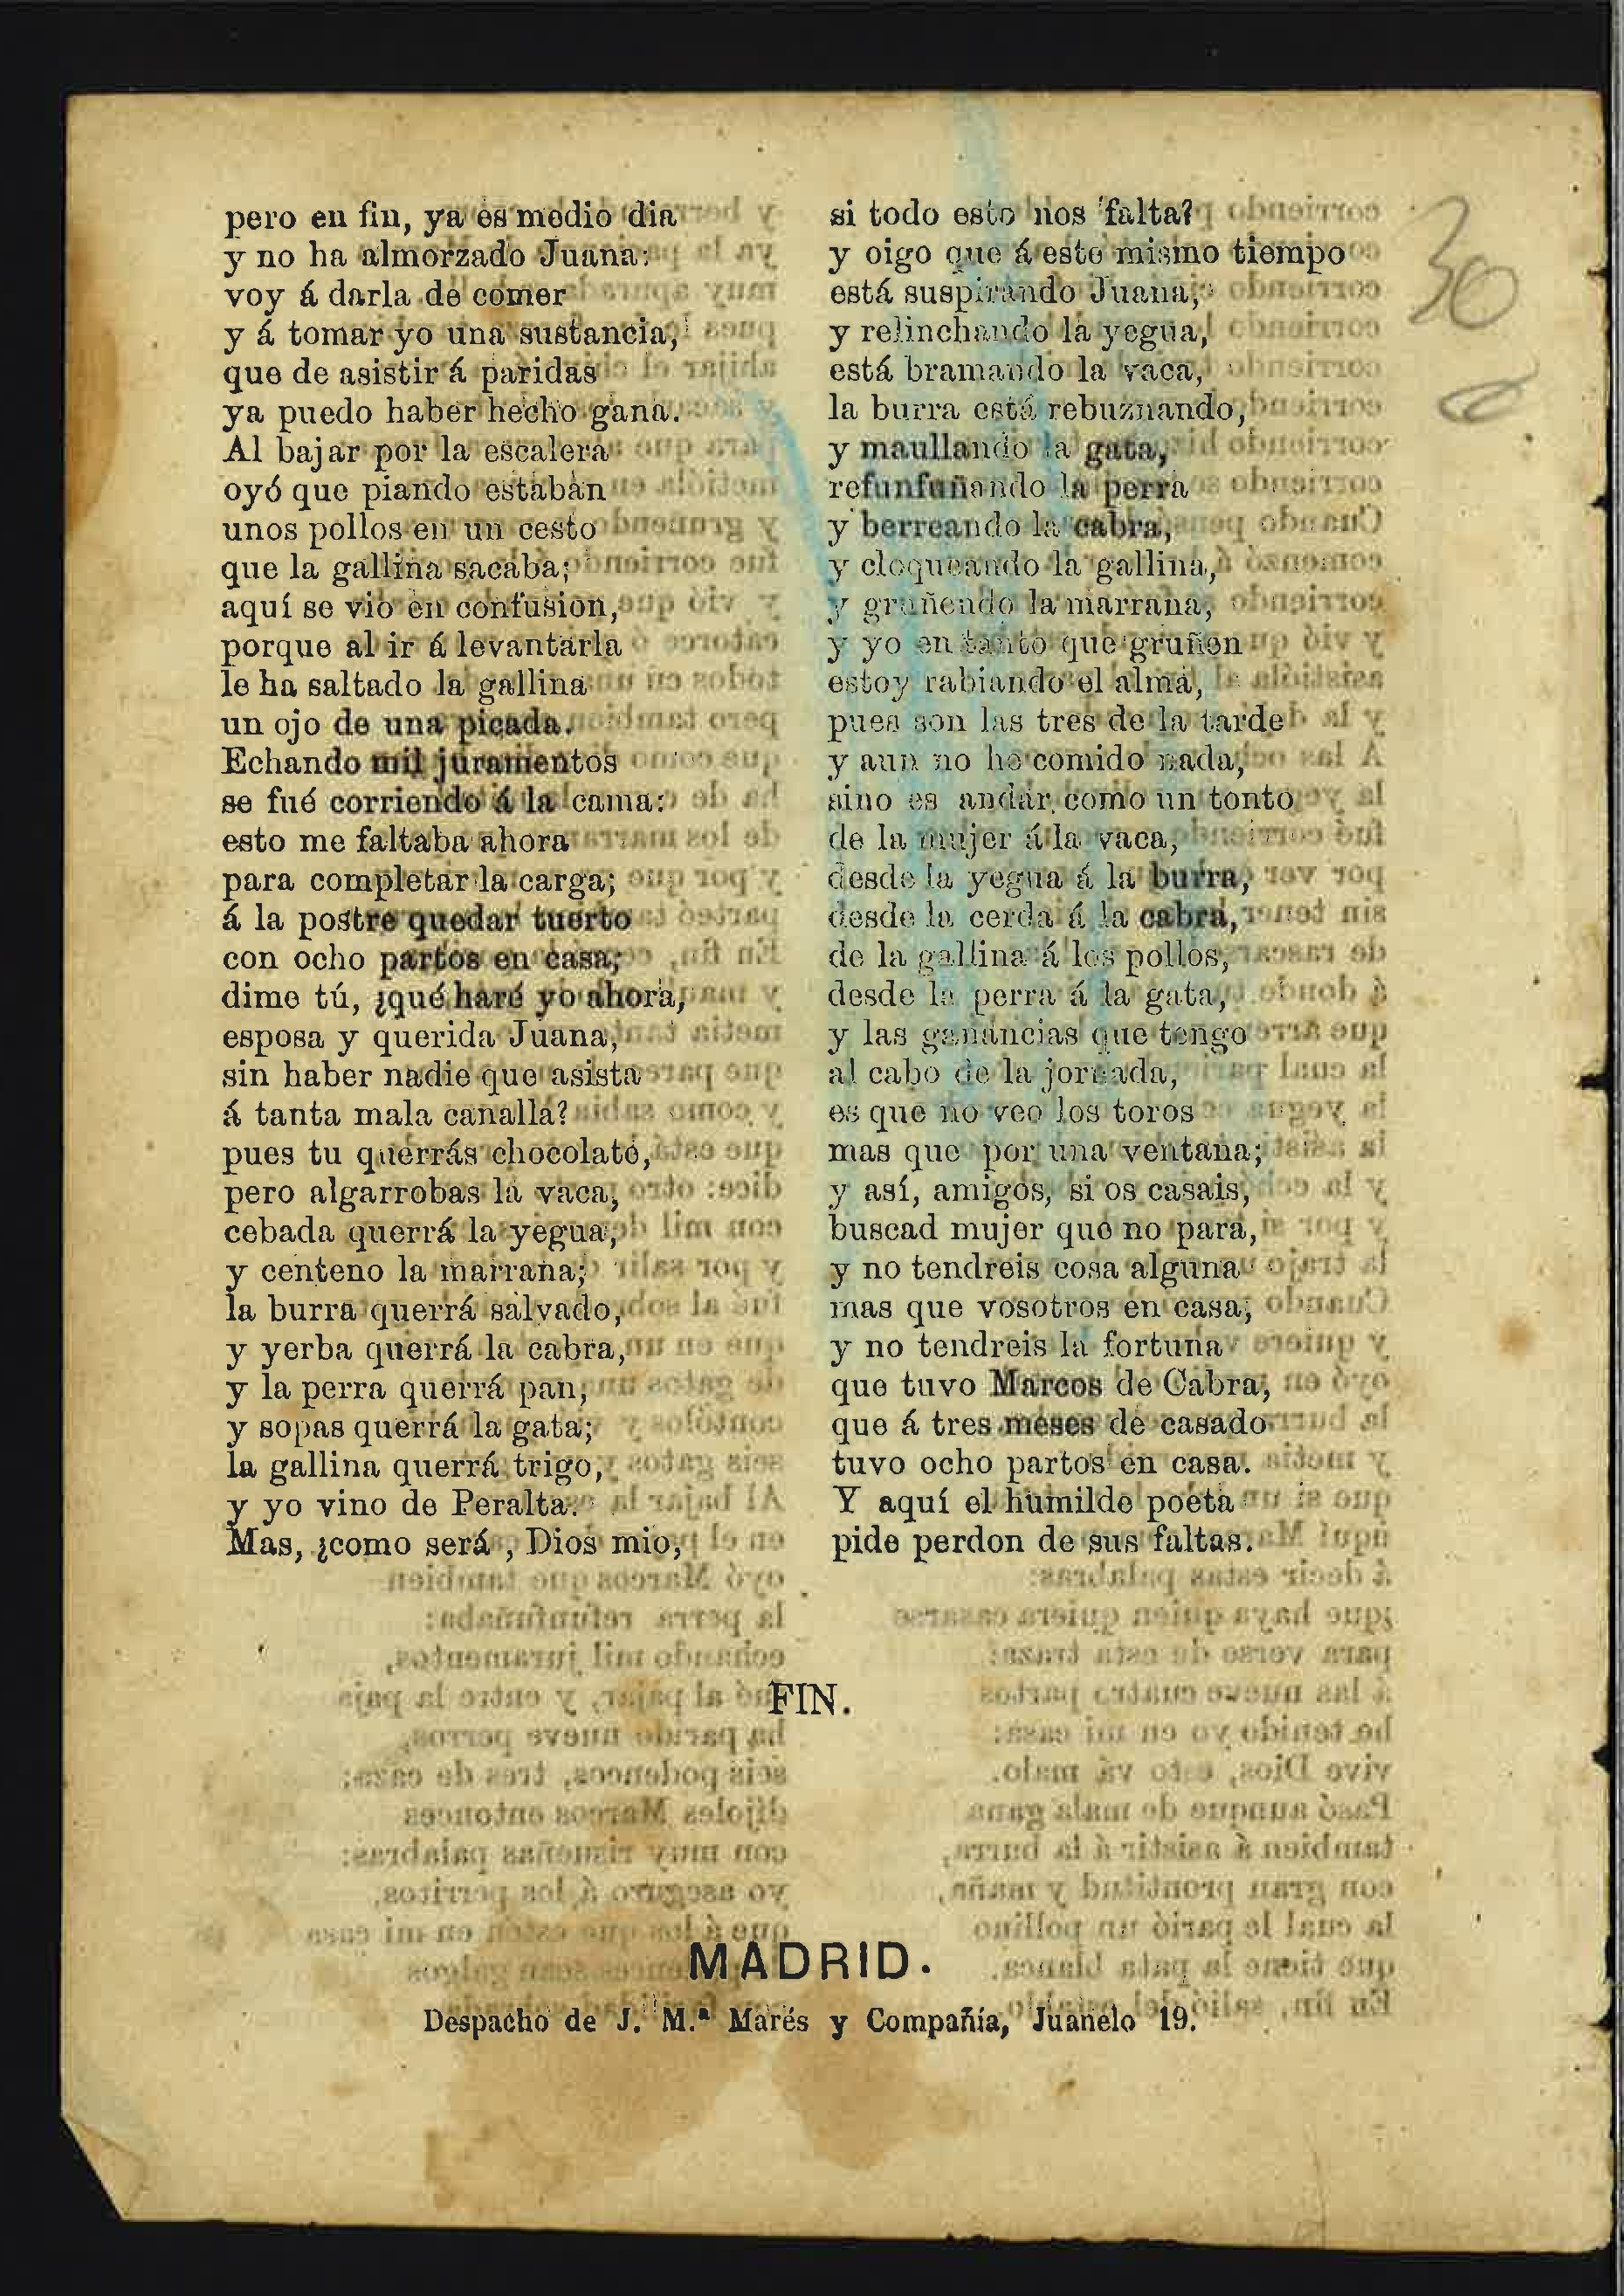 pero en fin, ya es medio dia
y no ha almorzado Juana:
voy á darla de comer
y á tomar yo una sustancia,
que de asistir á paridas
ya puedo haber hecho gana.
Al bajar por la escalera
oyó que piando estaban
unos pollos en un cesto
que la gallina sacaba;
aquí se vio en confusion,
porque al ir á levantarla
le ha saltado la gallina
un ojo de una picada.
Echando mil juramentos
se fué corriendo á la cama:
esto me faltaba ahora
para completar la carga;
á la postre quedar tuerto
con ocho partos en casa;
dime tú, ¿qué haré yo ahora,
esposa y querida Juana,
sin haber nadie que asista
á tanta mala canalla?
pues tu querrás chocolate,
pero algarrobas la vaca,
cebada querrá la yegua,
y centeno la marrana;
la burra querrá salvado,
y yerba querrá la cabra,
y la perra querrá pan,
y sopas querrá la gata;
la gallina querrá trigo,
y yo vino de Peralta.
Mas, ¿como será, Dios mio,
si todo esto nos falta?
y oigo que á este mismo tiempo
está suspirando Juana,
y relinchando la yegua,
está bramando la vaca,
la burra está rebuznando,
y maullando la gata,
refunfuñando la perra
y berreando la cabra,
y cloqueando la gallina,
y gruñendo la marrana,
y yo en tanto que gruñen
estoy rabiando el alma,
pues son las tres de la tarde
y aun no he comido nada,
sino es andar como un tonto
de la mujer á la vaca,
desde la yegua á la burra,
desde la cerda á la cabra,
de la gallina á los pollos,
desde la perra á la gata,
y las ganancias que tengo
al cabo de la jornada,
es que no veo los toros
mas que por una ventana;
y así, amigos, si os casais,
buscad mujer que no para,
y no tendreis cosa alguna
mas que vosotros en casa;
y no tendreis la fortuna
que tuvo Marcos de Cabra,
que á tres meses de casado
tuvo ocho partos en casa.
Y aquí el humilde poeta
pide perdon de sus faltas.
FIN.
MADRID.
Despacho de J. M.ª Marés y Compañía, Juanelo 19.
30